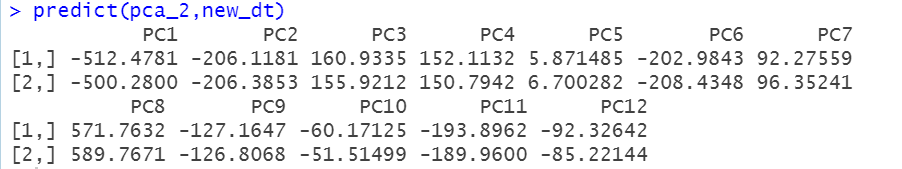 > predict(pca_2,new_dt)
PC1 PC2 PC3 PC4 PC5 PC6 PC7
[1,] -512.4781 -206.1181 160.9335 152.1132 5.871485 -202.9843 92.27559
[2,] -500.2800 -206.3853 155.9212 150.7942 6.700282 -208.4348 96.35241
PC8 PC9 PC10 PC11 PC12
[1,] 571.7632 -127.1647 -60.17125 -193.8962 -92.32642
[2,] 589.7671 -126.8068 -51.51499 -189.9600 -85.22144